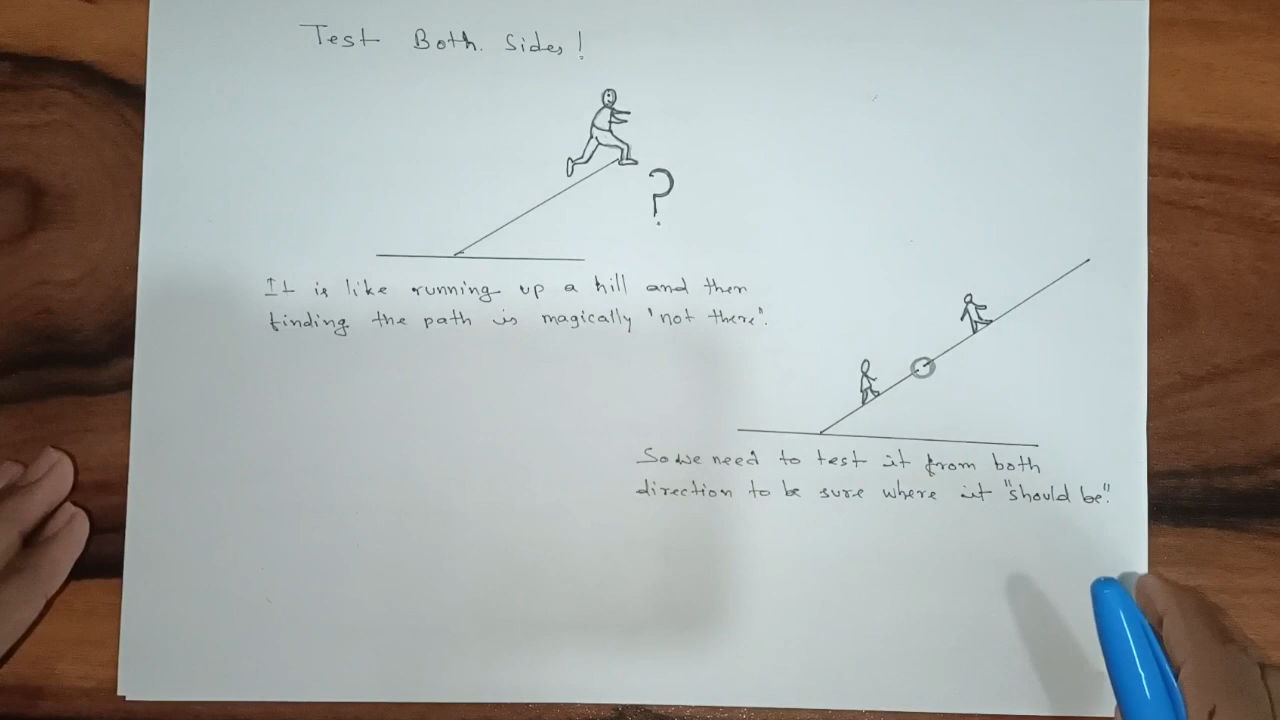 Test Both. Sides!
?
It is like running up a hill and then
finding the path is magically "not there".
So we need to test it from both
direction to be sure where it "should be".